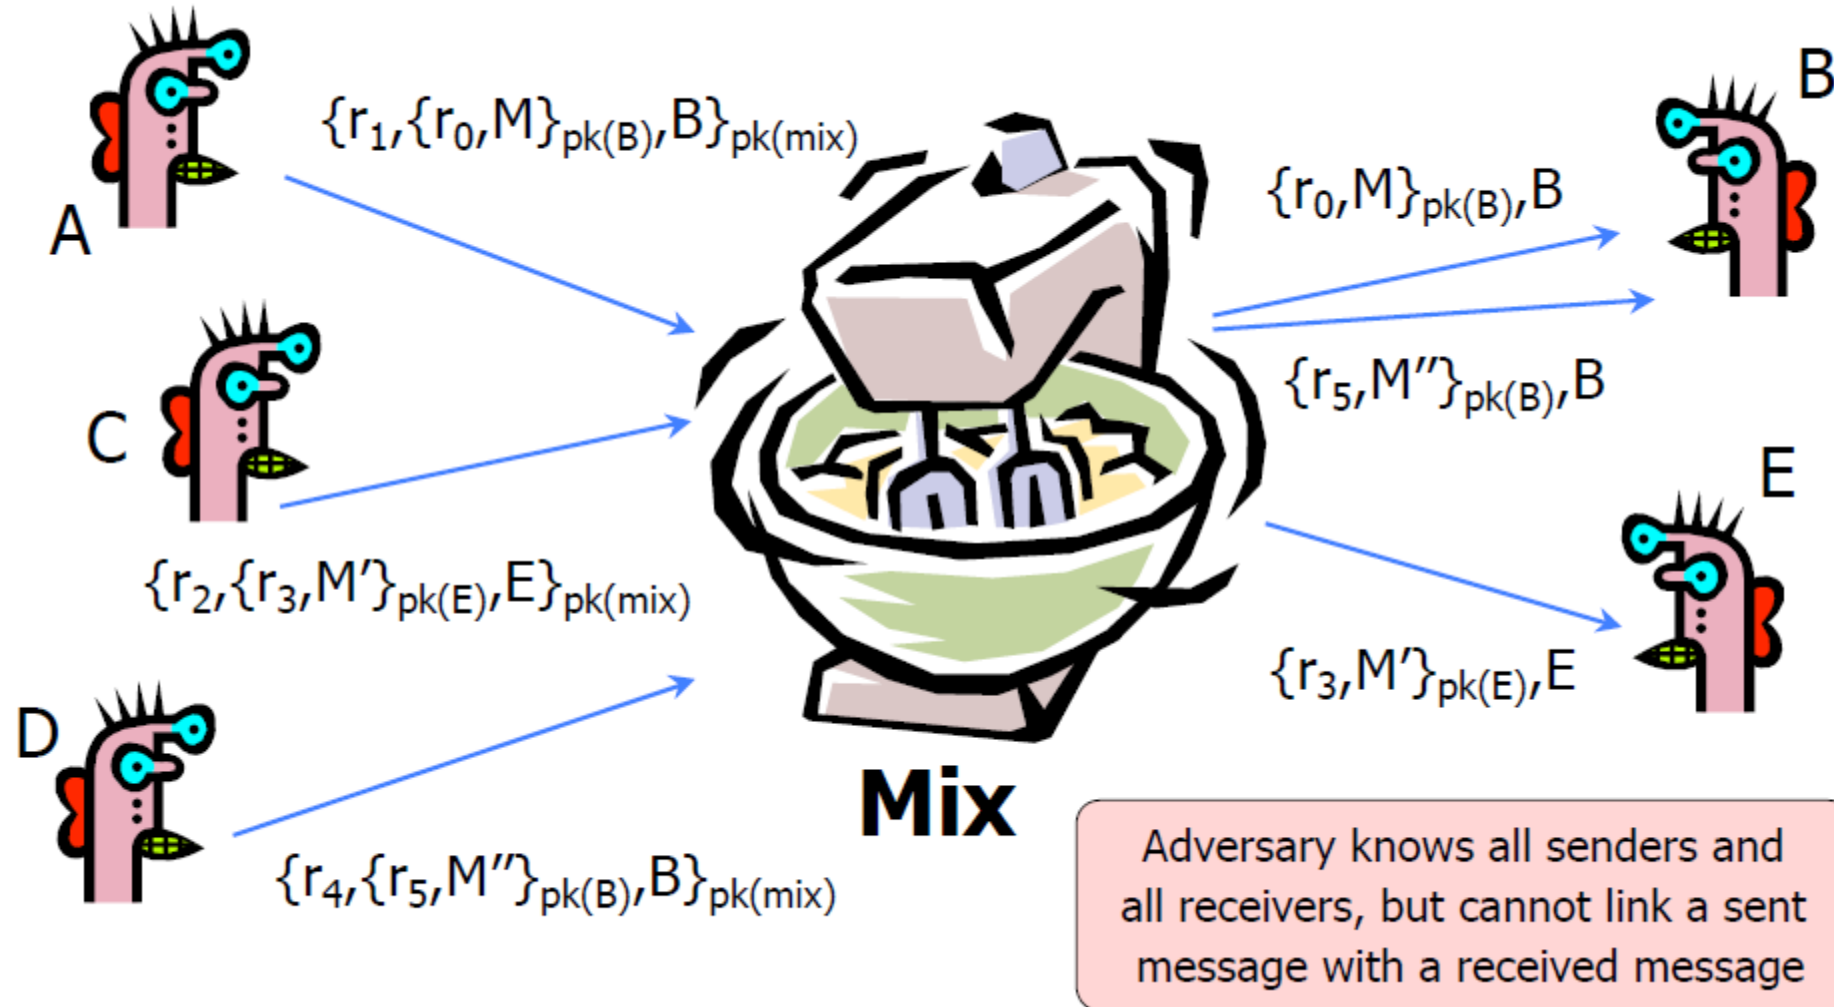 A
{r₁,{r₀,M}pk(B),B}pk(mix)
B
{r₀,M}pk(B),B
{r₅,M″}pk(B),B
C
{r₂,{r₃,M′}pk(E),E}pk(mix)
E
{r₃,M′}pk(E),E
D
{r₄,{r₅,M″}pk(B),B}pk(mix)
Mix
Adversary knows all senders and
all receivers, but cannot link a sent
message with a received message